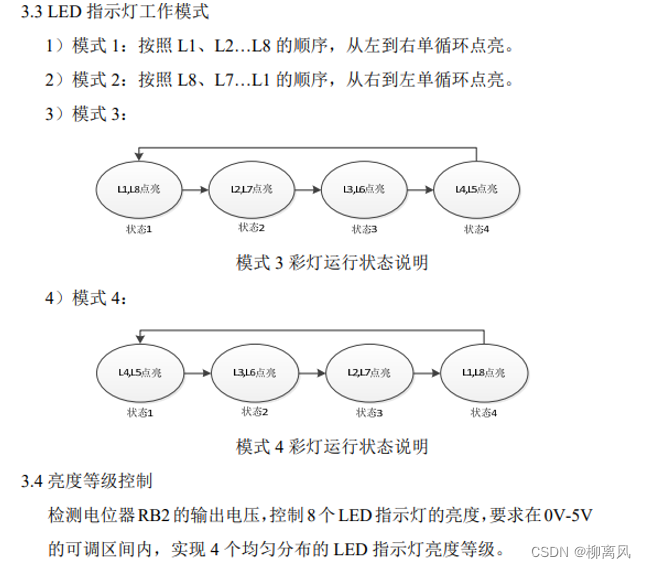 3.3 LED 指示灯工作模式
1）模式 1：按照 L1、L2…L8 的顺序，从左到右单循环点亮。
2）模式 2：按照 L8、L7…L1 的顺序，从右到左单循环点亮。
3）模式 3：
L1,L8点亮 L2,L7点亮 L3,L6点亮 L4,L5点亮
状态1 状态2 状态3 状态4
模式 3 彩灯运行状态说明
4）模式 4：
L4,L5点亮 L3,L6点亮 L2,L7点亮 L1,L8点亮
状态1 状态2 状态3 状态4
模式 4 彩灯运行状态说明
3.4 亮度等级控制
检测电位器 RB2 的输出电压，控制 8 个 LED 指示灯的亮度，要求在 0V-5V
的可调区间内，实现 4 个均匀分布的 LED 指示灯亮度等级。
CSDN @柳离风